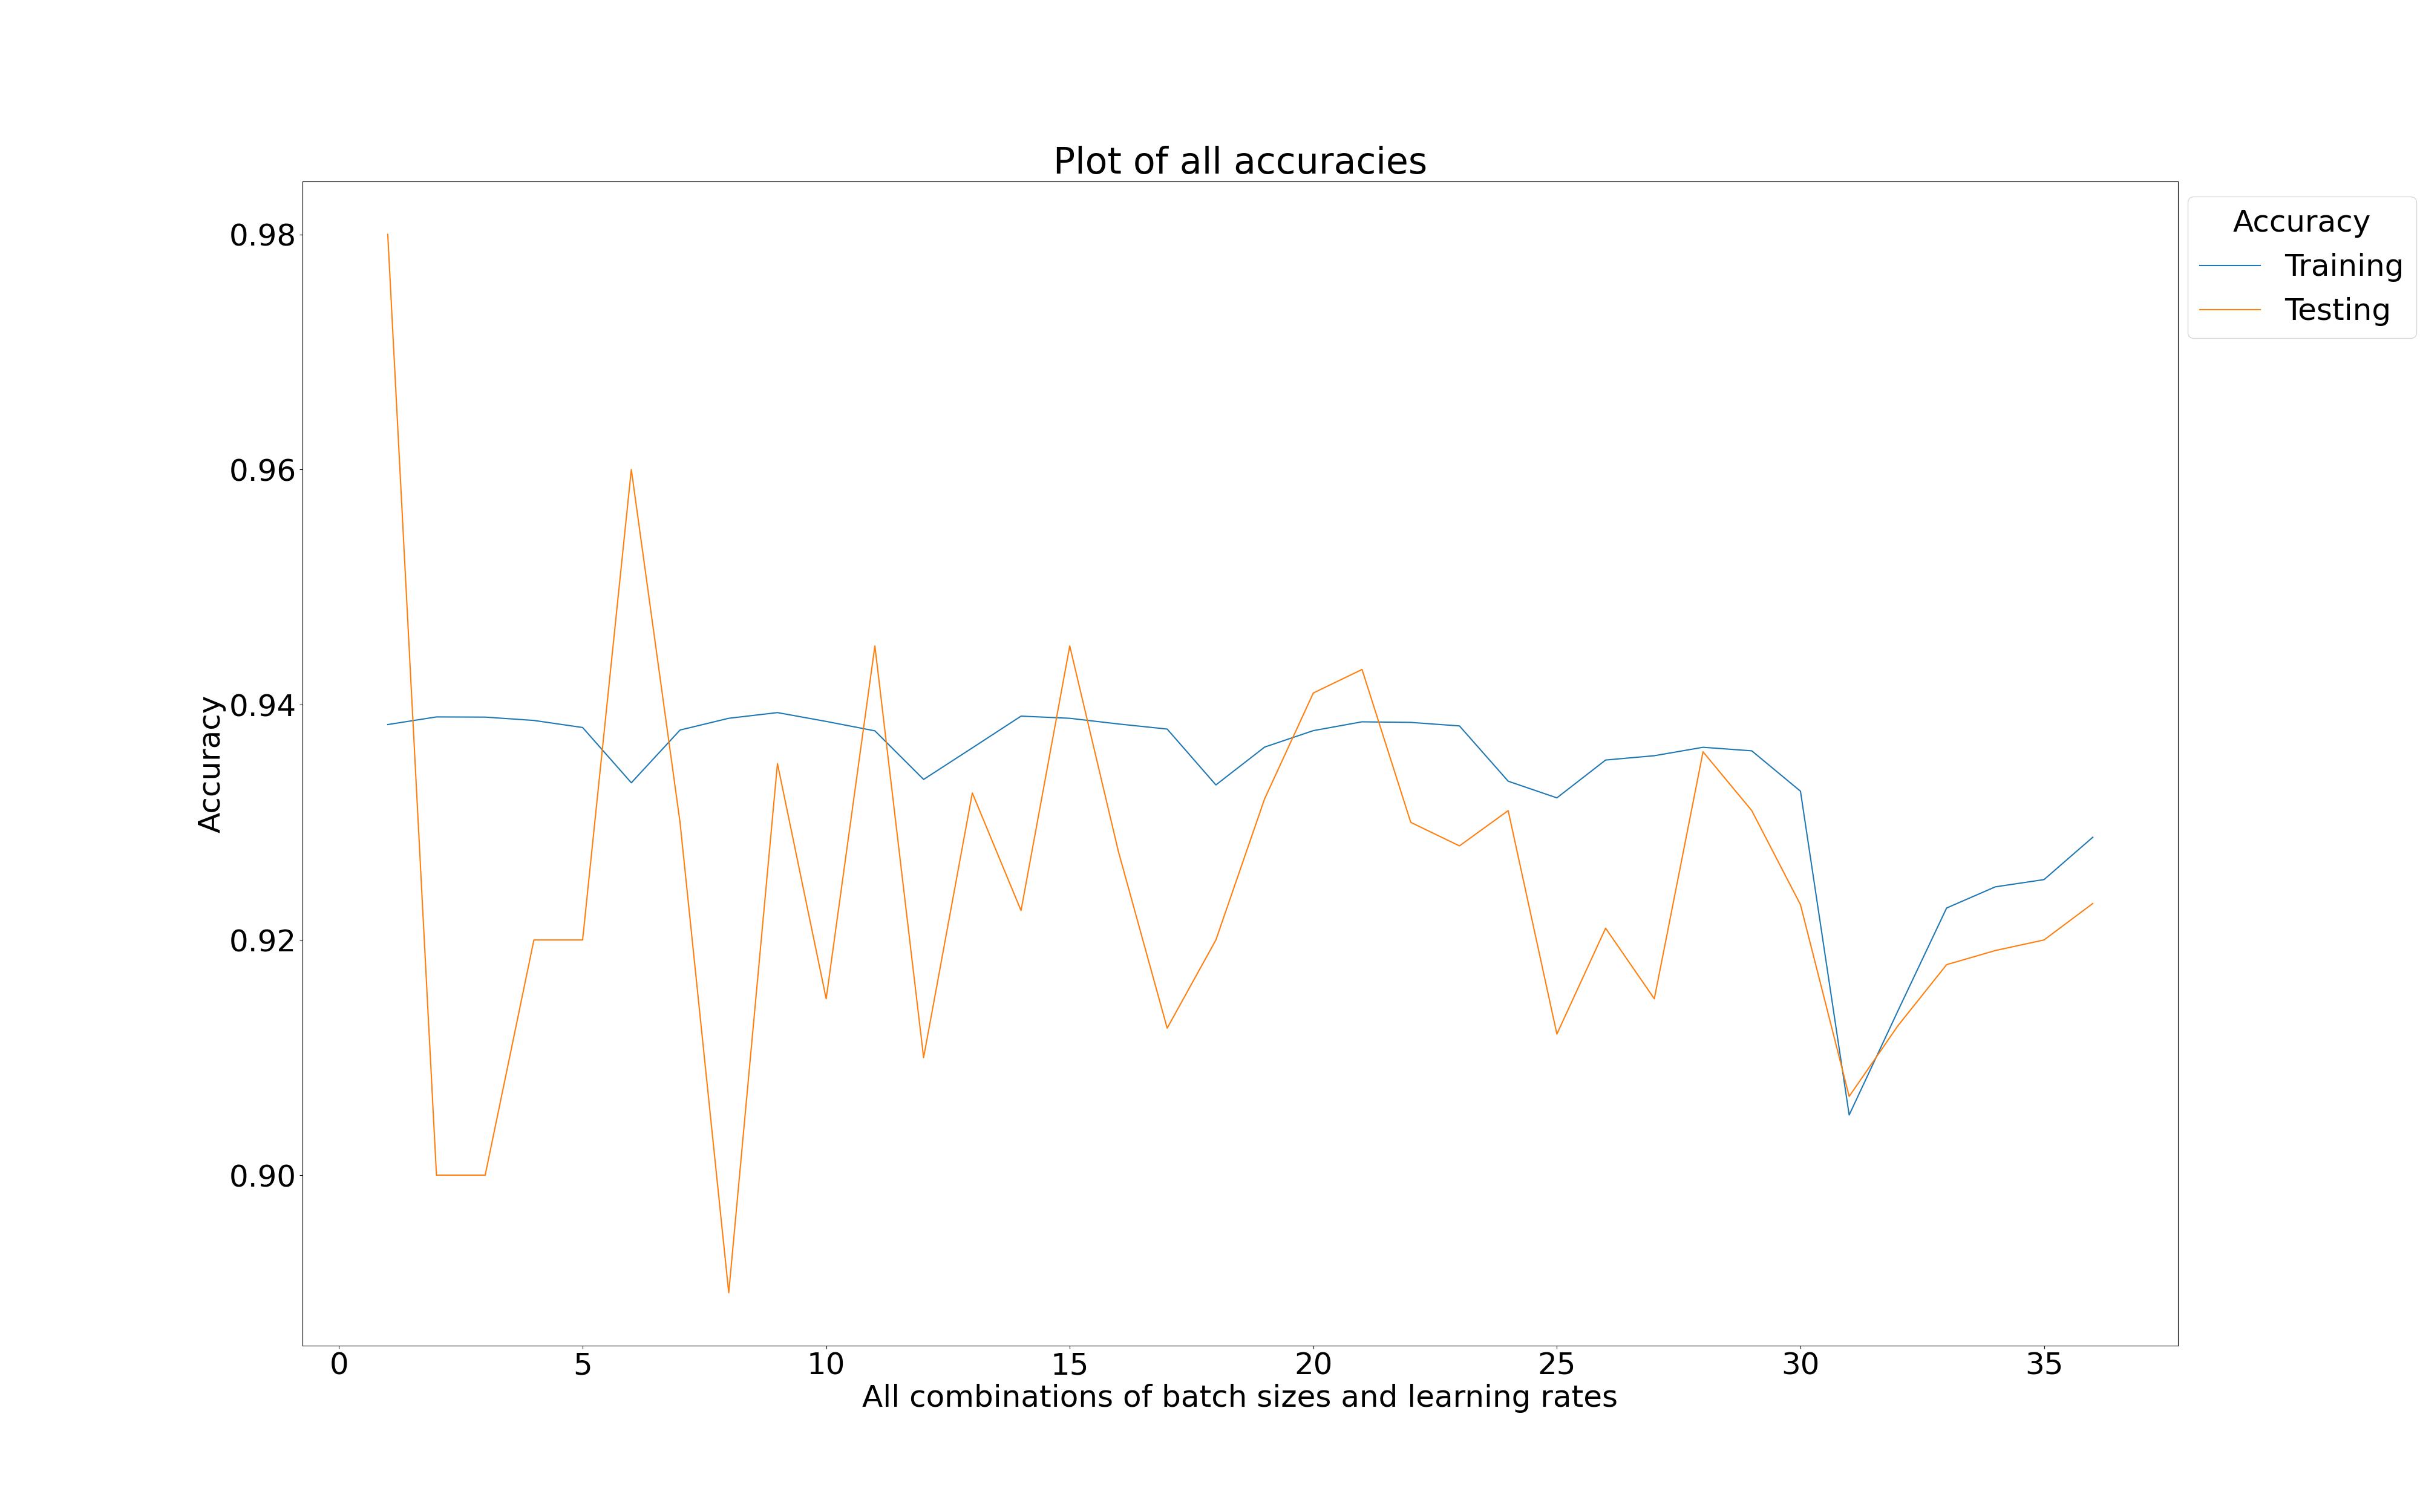 Plot of all accuracies
Accuracy
Training
Testing
0.98
0.96
0.94
0.92
0.90
Accuracy
0 5 10 15 20 25 30 35
All combinations of batch sizes and learning rates